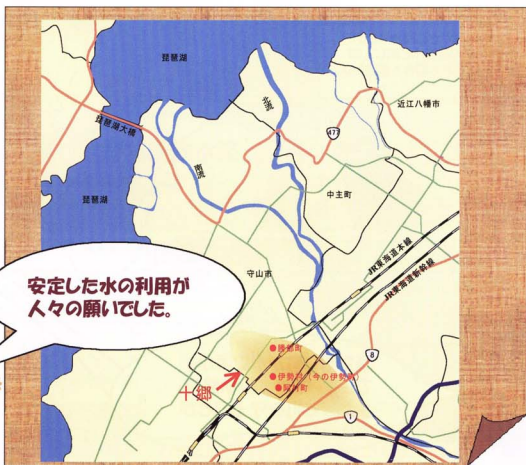 琵琶湖
琵琶湖大橋
北流
近江八幡市
477
南流
琵琶湖
中主町
守山市
JR東海道本線
JR東海道新幹線
安定した水の利用が
人々の願いでした。
8
十郷
1